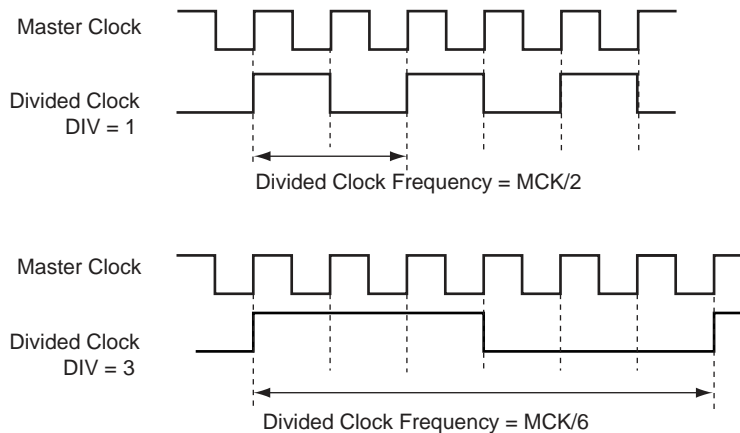 Master Clock
Divided Clock
DIV = 1
Divided Clock Frequency = MCK/2
Master Clock
Divided Clock
DIV = 3
Divided Clock Frequency = MCK/6